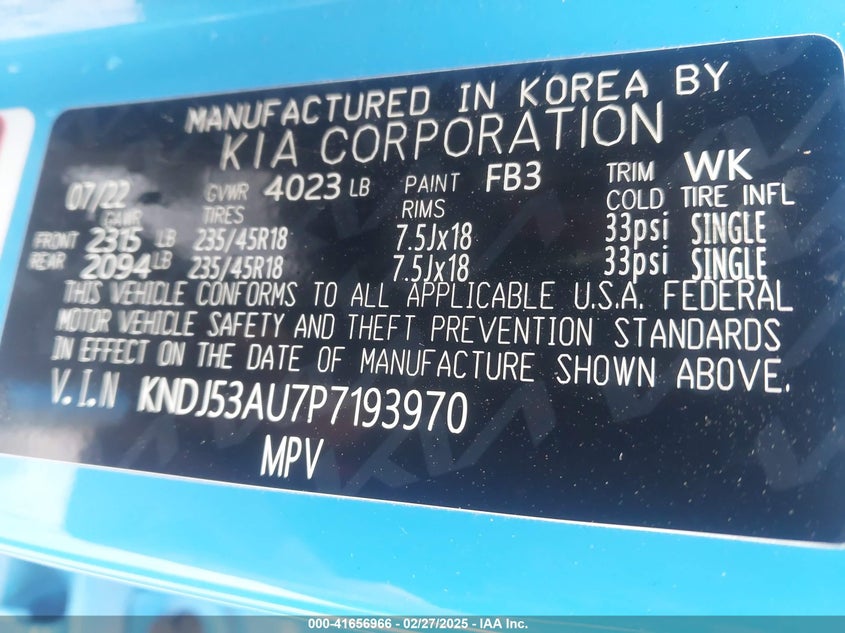 MANUFACTURED IN KOREA BY
KIA CORPORATION
07/22 GVWR 4023 LB PAINT FB3 TRIM WK
GAWR TIRES RIMS COLD TIRE INFL
FRONT 2315 LB 235/45R18 7.5Jx18 33psi SINGLE
REAR 2094 LB 235/45R18 7.5Jx18 33psi SINGLE
THIS VEHICLE CONFORMS TO ALL APPLICABLE U.S.A. FEDERAL
MOTOR VEHICLE SAFETY AND THEFT PREVENTION STANDARDS
IN EFFECT ON THE DATE OF MANUFACTURE SHOWN ABOVE.
V.I.N KNDJ53AU7P7193970
MPV
000-41656966 - 02/27/2025 - IAA Inc.